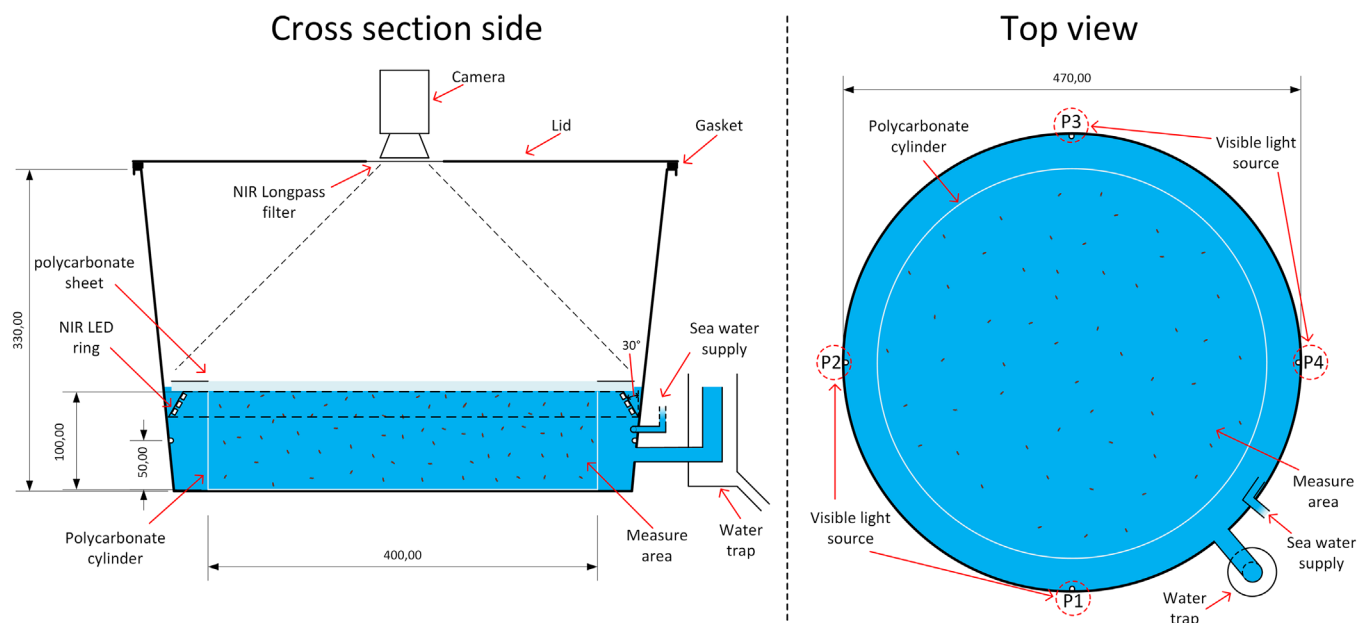 Cross section side
Top view
Camera
Lid
Gasket
NIR Longpass
filter
polycarbonate
sheet
NIR LED
ring
30°
Sea water
supply
330,00
100,00
50,00
400,00
Polycarbonate
cylinder
Measure
area
Water
trap
470,00
P3
Polycarbonate
cylinder
Visible light
source
P2
P4
Measure
area
Visible light
source
Sea water
supply
P1
Water
trap